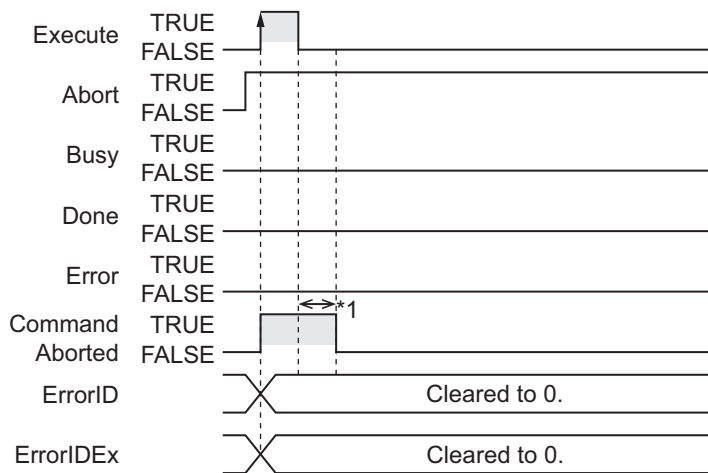 Execute TRUE
FALSE
Abort TRUE
FALSE
Busy TRUE
FALSE
Done TRUE
FALSE
Error TRUE
FALSE
*1
Command TRUE
Aborted FALSE
ErrorID Cleared to 0.
ErrorIDEx Cleared to 0.